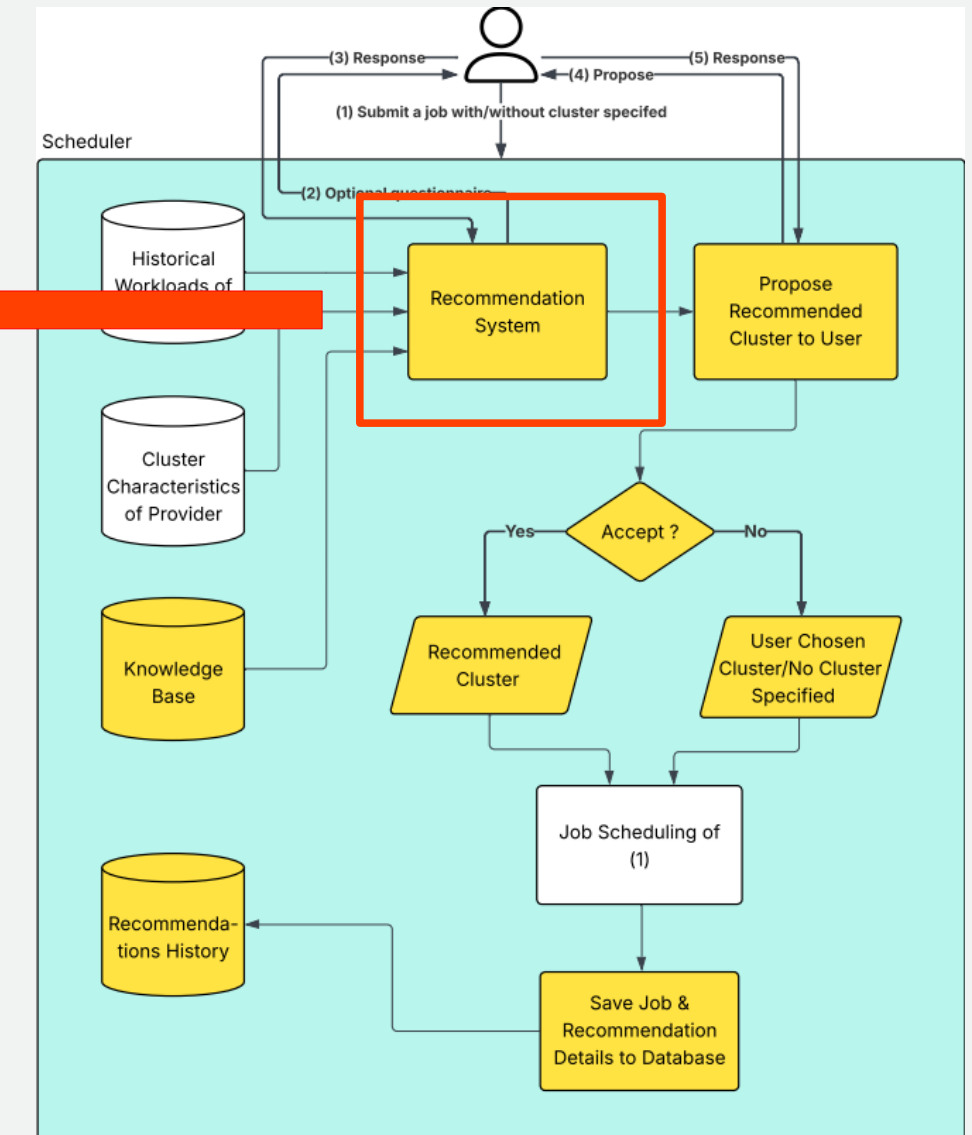 (3) Response
(5) Response
(4) Propose
(1) Submit a job with/without cluster specifed
Scheduler
(2) Optional questionnaire
Historical
Workloads of
Recommendation
System
Propose
Recommended
Cluster to User
Cluster
Characteristics
of Provider
Yes
Accept ?
No
Knowledge
Base
Recommended
Cluster
User Chosen
Cluster/No Cluster
Specified
Job Scheduling of
(1)
Recommenda-
tions History
Save Job &
Recommendation
Details to Database